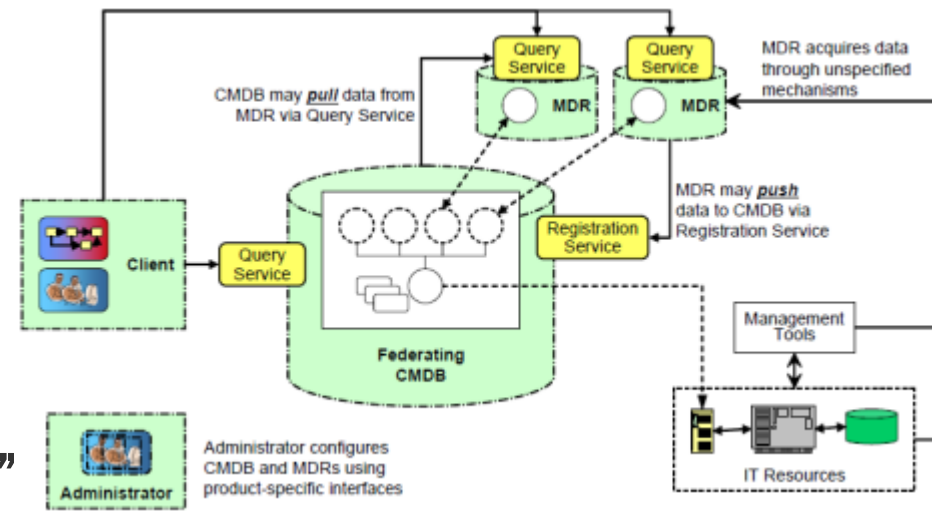 Query
Service
MDR
Query
Service
MDR
MDR acquires data
through unspecified
mechanisms
CMDB may pull data from
MDR via Query Service
MDR may push
data to CMDB via
Registration Service
Client
Query
Service
Registration
Service
Federating
CMDB
Management
Tools
IT Resources
”
Administrator
Administrator configures
CMDB and MDRs using
product-specific interfaces